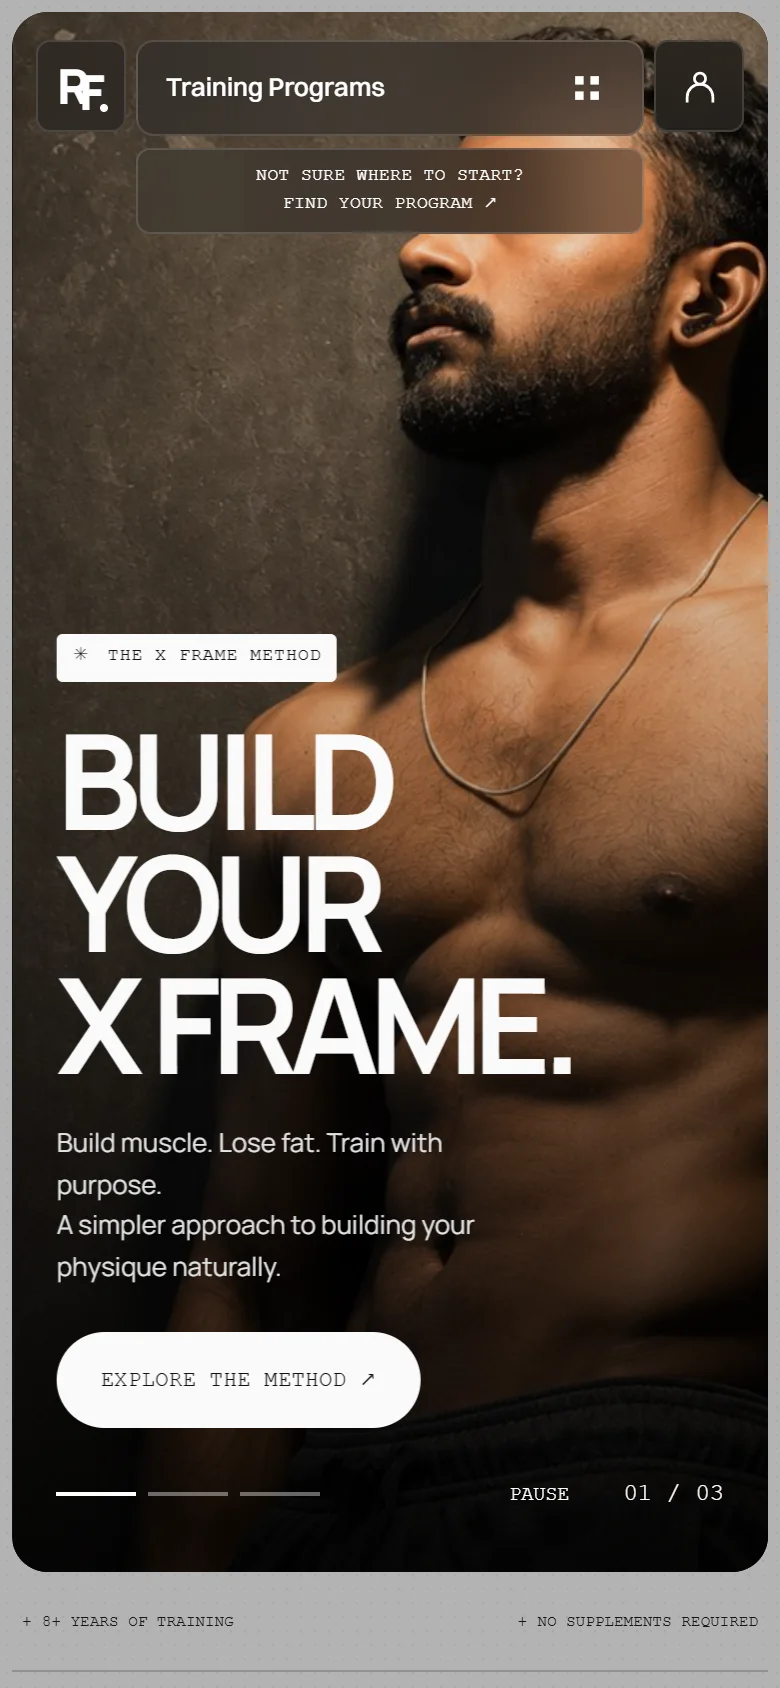 RF.
Training Programs
NOT SURE WHERE TO START?
FIND YOUR PROGRAM ↗
✳ THE X FRAME METHOD
BUILD
YOUR
X FRAME.
Build muscle. Lose fat. Train with
purpose.
A simpler approach to building your
physique naturally.
EXPLORE THE METHOD ↗
PAUSE 01 / 03
+ 8+ YEARS OF TRAINING + NO SUPPLEMENTS REQUIRED